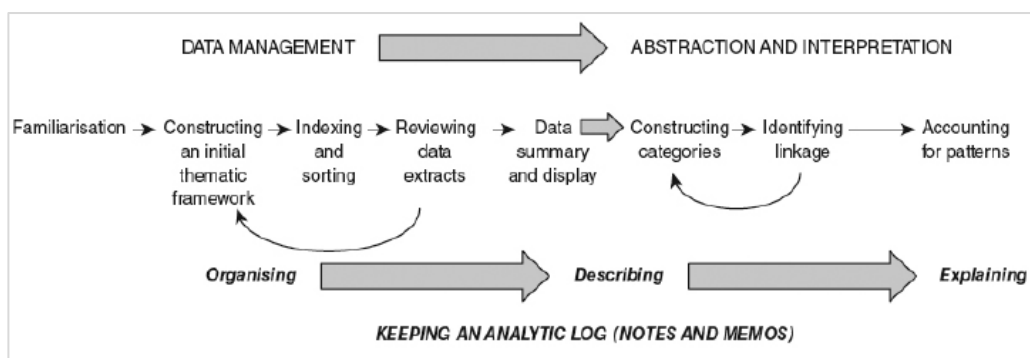 DATA MANAGEMENT
ABSTRACTION AND INTERPRETATION
Familiarisation
Constructing
an initial
thematic
framework
Indexing
and
sorting
Reviewing
data
extracts
Data
summary
and display
Constructing
categories
Identifying
linkage
Accounting
for patterns
Organising
Describing
Explaining
KEEPING AN ANALYTIC LOG (NOTES AND MEMOS)